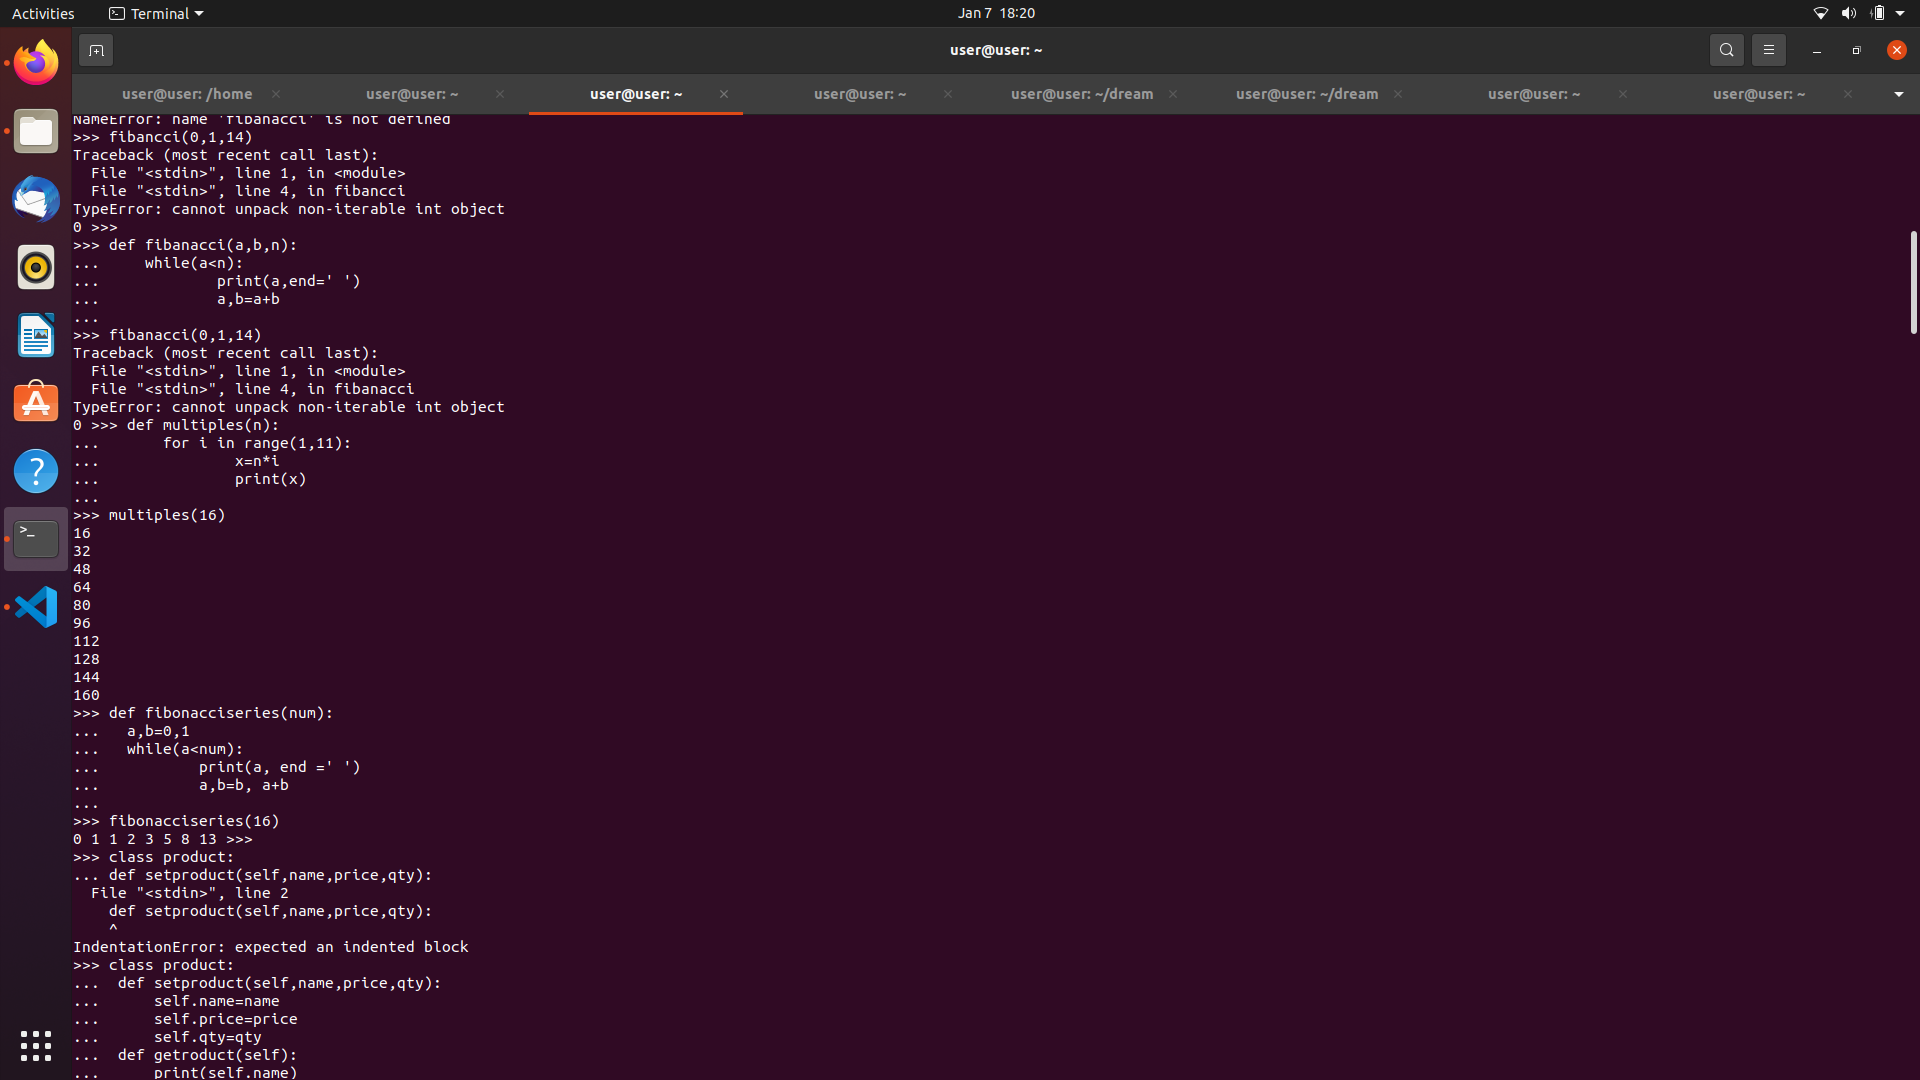 Activities
Terminal
Jan 7 18:20
user@user: ~
user@user: /home
user@user: ~
user@user: ~
user@user: ~
user@user: ~/dream
user@user: ~/dream
user@user: ~
user@user: ~
NameError: name 'fibanacci' is not defined
>>> fibancci(0,1,14)
Traceback (most recent call last):
  File "<stdin>", line 1, in <module>
  File "<stdin>", line 4, in fibancci
TypeError: cannot unpack non-iterable int object
0 >>>
>>> def fibanacci(a,b,n):
...     while(a<n):
...             print(a,end=' ')
...             a,b=a+b
...
>>> fibanacci(0,1,14)
Traceback (most recent call last):
  File "<stdin>", line 1, in <module>
  File "<stdin>", line 4, in fibanacci
TypeError: cannot unpack non-iterable int object
0 >>> def multiples(n):
...       for i in range(1,11):
...               x=n*i
...               print(x)
...
>>> multiples(16)
16
32
48
64
80
96
112
128
144
160
>>> def fibonacciseries(num):
...   a,b=0,1
...   while(a<num):
...           print(a, end =' ')
...           a,b=b, a+b
...
>>> fibonacciseries(16)
0 1 1 2 3 5 8 13 >>>
>>> class product:
... def setproduct(self,name,price,qty):
  File "<stdin>", line 2
    def setproduct(self,name,price,qty):
    ^
IndentationError: expected an indented block
>>> class product:
...  def setproduct(self,name,price,qty):
...      self.name=name
...      self.price=price
...      self.qty=qty
...  def getroduct(self):
...      print(self.name)